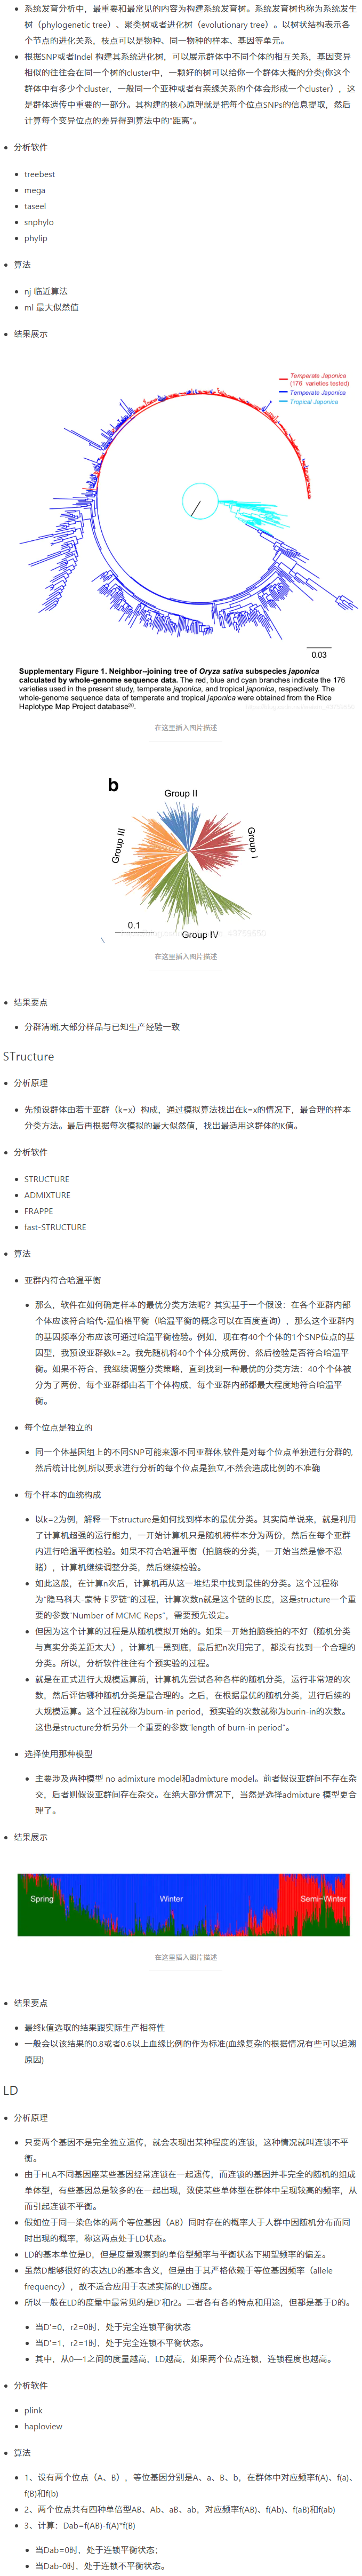 系统发育分析中，最重要和最常见的内容为构建系统发育树。系统发育树也称为系统发生
树（phylogenetic tree）、聚类树或者进化树（evolutionary tree）。以树状结构表示各
个节点的进化关系，枝点可以是物种、同一物种的样本、基因等单元。
根据SNP或者Indel 构建其系统进化树，可以展示群体中不同个体的相互关系，基因变异
相似的往往会在同一个树的cluster中，一颗好的树可以给你一个群体大概的分类(你这个
群体中有多少个cluster，一般同一个亚种或者有亲缘关系的个体会形成一个cluster），这
是群体遗传中重要的一部分。其构建的核心原理就是把每个位点SNPs的信息提取，然后
计算每个变异位点的差异得到算法中的"距离"。
分析软件
treebest
mega
taseel
snphylo
phylip
算法
nj 临近算法
ml 最大似然值
结果展示
Temperate Japonica
(176 varieties tested)
Temperate Japonica
Tropical Japonica
0.03
Supplementary Figure 1. Neighbor–joining tree of Oryza sativa subspecies japonica
calculated by whole-genome sequence data. The red, blue and cyan branches indicate the 176
varieties used in the present study, temperate japonica, and tropical japonica, respectively. The
whole-genome sequence data of temperate and tropical japonica were obtained from the Rice
Haplotype Map Project database20.
在这里插入图片描述
b
Group II
Group III
Group I
0.1
Group IV
在这里插入图片描述
结果要点
分群清晰,大部分样品与已知生产经验一致
STructure
分析原理
先预设群体由若干亚群（k=x）构成，通过模拟算法找出在k=x的情况下，最合理的样本
分类方法。最后再根据每次模拟的最大似然值，找出最适用这群体的K值。
分析软件
STRUCTURE
ADMIXTURE
FRAPPE
fast-STRUCTURE
算法
亚群内符合哈温平衡
那么，软件在如何确定样本的最优分类方法呢？其实基于一个假设：在各个亚群内部
个体应该符合哈代-温伯格平衡（哈温平衡的概念可以在百度查询），那么这个亚群内
的基因频率分布应该可通过哈温平衡检验。例如，现在有40个个体的1个SNP位点的基
因型，我预设亚群数k=2。我先随机将40个个体分成两份，然后检验是否符合哈温平
衡。如果不符合，我继续调整分类策略，直到找到一种最优的分类方法：40个个体被
分为了两份，每个亚群都由若干个体构成，每个亚群内部都最大程度地符合哈温平
衡。
每个位点是独立的
同一个体基因组上的不同SNP可能来源不同亚群体,软件是对每个位点单独进行分群的,
然后统计比例,所以要求进行分析的每个位点是独立,不然会造成比例的不准确
每个样本的血统构成
以k=2为例，解释一下structure是如何找到样本的最优分类。其实简单说来，就是利用
了计算机超强的运行能力，一开始计算机只是随机将样本分为两份，然后在每个亚群
内进行哈温平衡检验。如果不符合哈温平衡（拍脑袋的分类，一开始当然是惨不忍
睹），计算机继续调整分类，然后继续检验。
如此这般，在计算n次后，计算机再从这一堆结果中找到最佳的分类。这个过程称
为"隐马科夫-蒙特卡罗链"的过程，计算次数n就是这个链的长度，这是structure一个重
要的参数"Number of MCMC Reps"，需要预先设定。
但因为这个计算的过程是从随机模拟开始的。如果一开始拍脑袋拍的不好（随机分类
与真实分类差距太大），计算机一黑到底，最后把n次用完了，都没有找到一个合理的
分类。所以，分析软件往往有个预实验的过程。
就是在正式进行大规模运算前，计算机先尝试各种各样的随机分类，运行非常短的次
数，然后评估哪种随机分类是最合理的。之后，在根据最优的随机分类，进行后续的
大规模运算。这个过程就称为burn-in period，预实验的次数就称为burin-in的次数。
这也是structure分析另外一个重要的参数"length of burn-in period"。
选择使用那种模型
主要涉及两种模型 no admixture model和admixture model。前者假设亚群间不存在杂
交，后者则假设亚群间存在杂交。在绝大部分情况下，当然是选择admixture 模型更合
理了。
结果展示
Spring Winter Semi-Winter
在这里插入图片描述
结果要点
最终k值选取的结果跟实际生产相符性
一般会以该结果的0.8或者0.6以上血缘比例的作为标准(血缘复杂的根据情况有些可以追溯
原因)
LD
分析原理
只要两个基因不是完全独立遗传，就会表现出某种程度的连锁，这种情况就叫连锁不平
衡。
由于HLA不同基因座某些基因经常连锁在一起遗传，而连锁的基因并非完全的随机的组成
单体型，有些基因总是较多的在一起出现，致使某些单体型在群体中呈现较高的频率，从
而引起连锁不平衡。
假如位于同一染色体的两个等位基因（AB）同时存在的概率大于人群中因随机分布而同
时出现的概率，称这两点处于LD状态。
LD的基本单位是D，但是度量观察到的单倍型频率与平衡状态下期望频率的偏差。
虽然D能够很好的表达LD的基本含义，但是由于其严格依赖于等位基因频率（allele
frequency），故不适合应用于表述实际的LD强度。
所以一般在LD的度量中最常见的是D'和r2。二者各有各的特点和用途，但都是基于D的。
当D'=0，r2=0时，处于完全连锁平衡状态
当D'=1，r2=1时，处于完全连锁不平衡状态。
其中，从0—1之间的度量越高，LD越高，如果两个位点连锁，连锁程度也越高。
分析软件
plink
haploview
算法
1、设有两个位点（A、B），等位基因分别是A、a、B、b，在群体中对应频率f(A)、f(a)、
f(B)和f(b)
2、两个位点共有四种单倍型AB、Ab、aB、ab，对应频率f(AB)、f(Ab)、f(aB)和f(ab)
3、计算：Dab=f(AB)-f(A)*f(B)
当Dab=0时，处于连锁平衡状态；
当Dab-0时，处于连锁不平衡状态。